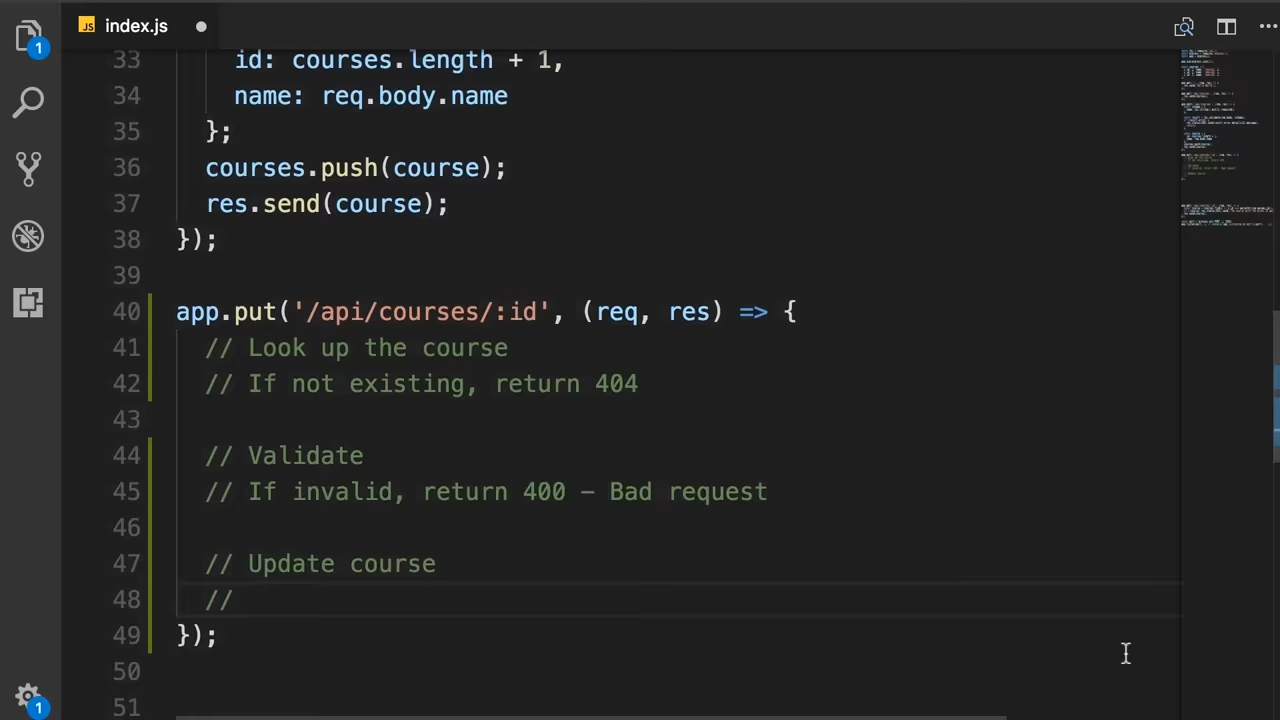 JS index.js
33 id: courses.length + 1,
34 name: req.body.name
35 };
36 courses.push(course);
37 res.send(course);
38 });
39
40 app.put('/api/courses/:id', (req, res) => {
41 // Look up the course
42 // If not existing, return 404
43
44 // Validate
45 // If invalid, return 400 - Bad request
46
47 // Update course
48 //
49 });
50
51
1
1